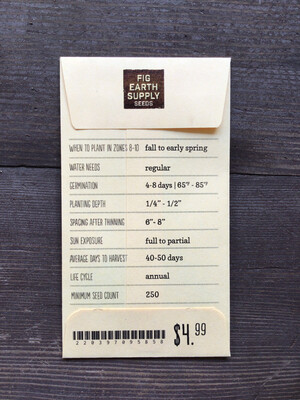 FIG
EARTH
SUPPLY
SEEDS
WHEN TO PLANT IN ZONES 8-10 fall to early spring
WATER NEEDS regular
GERMINATION 4-8 days | 65°F - 85°F
PLANTING DEPTH 1/4" - 1/2"
SPACING AFTER THINNING 6"- 8"
SUN EXPOSURE full to partial
AVERAGE DAYS TO HARVEST 40-50 days
LIFE CYCLE annual
MINIMUM SEED COUNT 250
$4.99